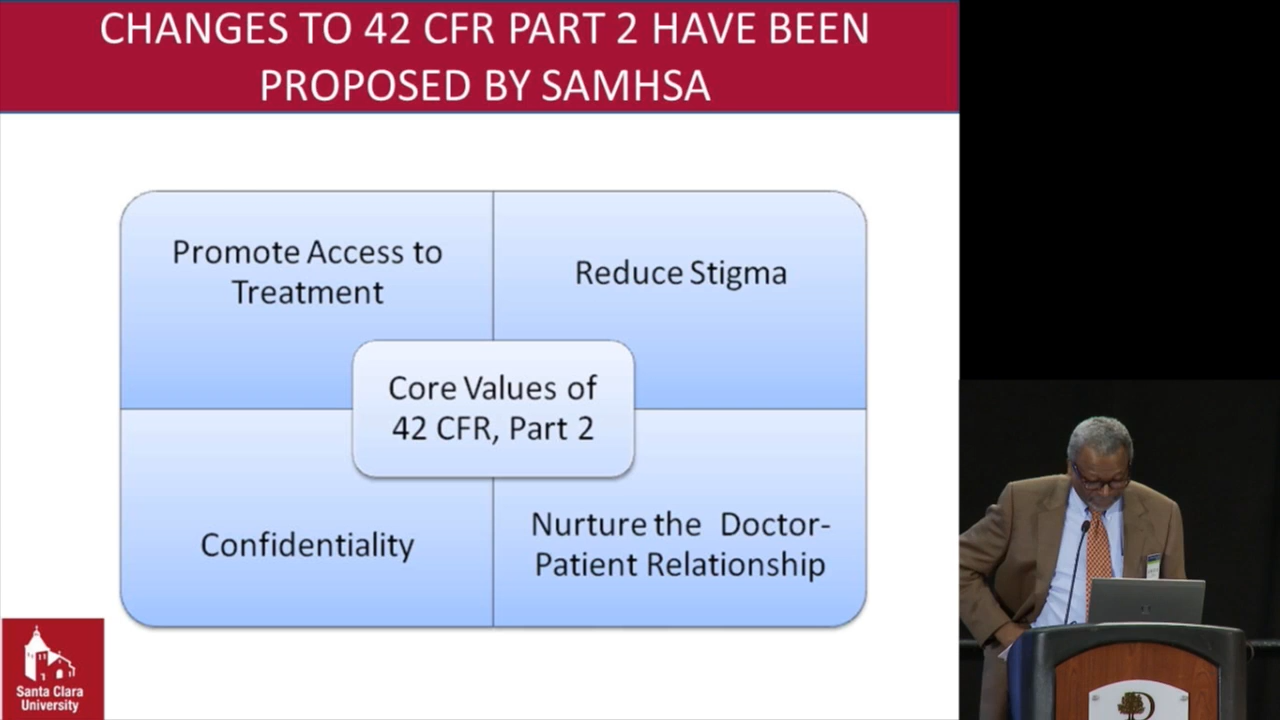 CHANGES TO 42 CFR PART 2 HAVE BEEN
PROPOSED BY SAMHSA
Promote Access to
Treatment
Reduce Stigma
Core Values of
42 CFR, Part 2
Confidentiality
Nurture the Doctor-
Patient Relationship
Santa Clara
University